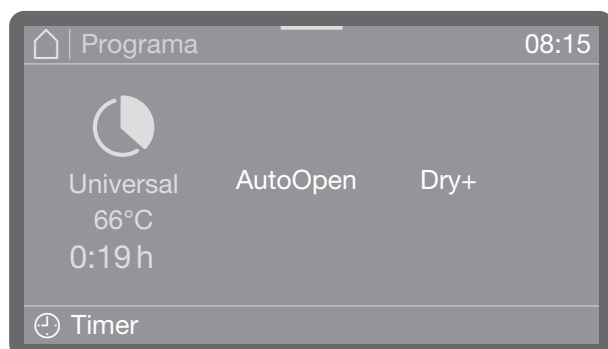 Programa 08:15
Universal AutoOpen Dry+
66°C
0:19 h
Timer